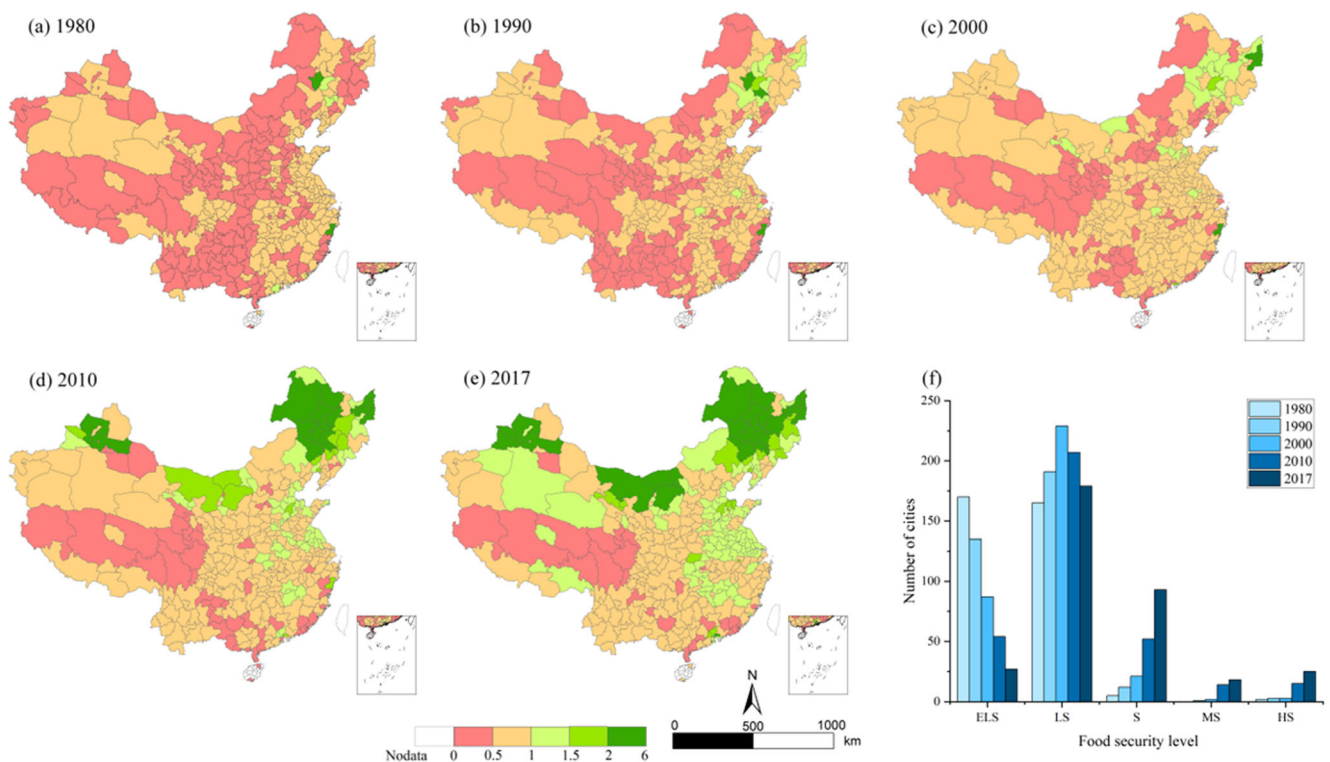 (a) 1980
(b) 1990
(c) 2000
(d) 2010
(e) 2017
N
0 500 1000
km
Nodata 0 0.5 1 1.5 2 6
(f)
250
200
150
100
50
0
Number of cities
1980
1990
2000
2010
2017
ELS LS S MS HS
Food security level